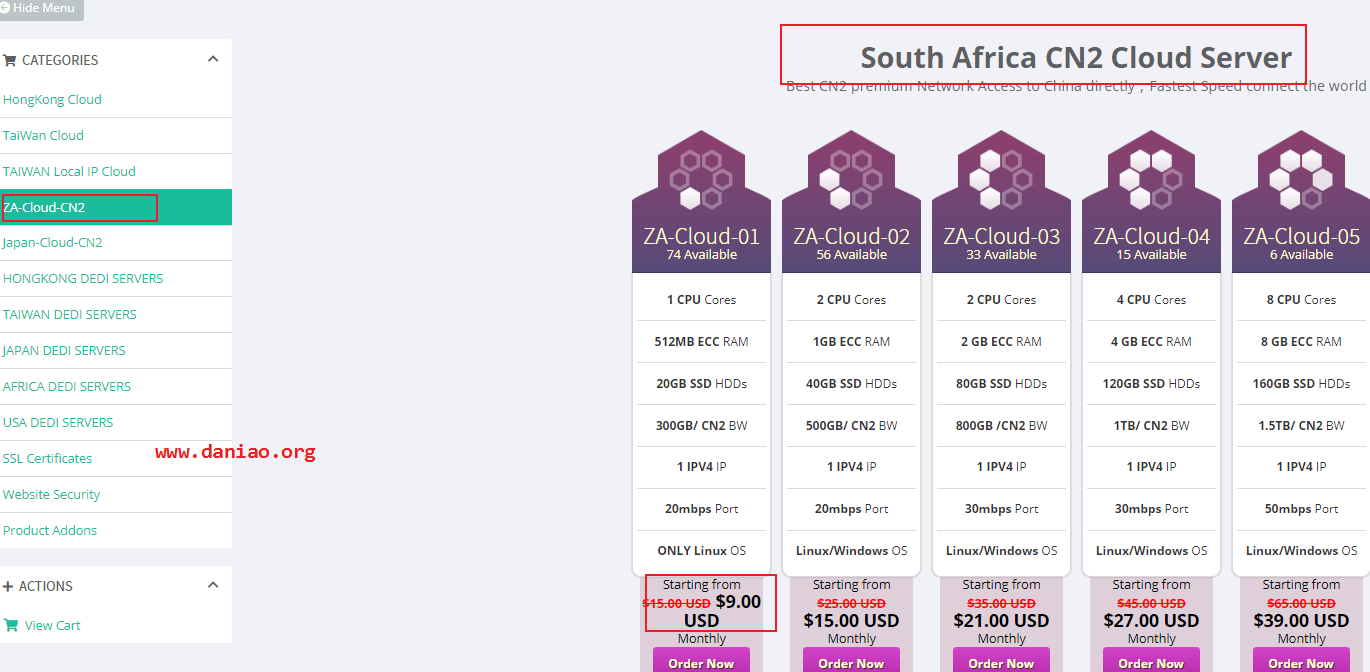 Hide Menu
CATEGORIES
HongKong Cloud
TaiWan Cloud
TAIWAN Local IP Cloud
ZA-Cloud-CN2
Japan-Cloud-CN2
HONGKONG DEDI SERVERS
TAIWAN DEDI SERVERS
JAPAN DEDI SERVERS
AFRICA DEDI SERVERS
USA DEDI SERVERS
SSL Certificates
Website Security
Product Addons
ACTIONS
View Cart
www.daniao.org
South Africa CN2 Cloud Server
Best CN2 premium Network Access to China directly , Fastest Speed connect the world
ZA-Cloud-01
74 Available
1 CPU Cores
512MB ECC RAM
20GB SSD HDDs
300GB/ CN2 BW
1 IPV4 IP
20mbps Port
ONLY Linux OS
Starting from
$15.00 USD $9.00
USD
Monthly
Order Now
ZA-Cloud-02
56 Available
2 CPU Cores
1GB ECC RAM
40GB SSD HDDs
500GB/ CN2 BW
1 IPV4 IP
20mbps Port
Linux/Windows OS
Starting from
$25.00 USD
$15.00 USD
Monthly
Order Now
ZA-Cloud-03
33 Available
2 CPU Cores
2 GB ECC RAM
80GB SSD HDDs
800GB /CN2 BW
1 IPV4 IP
30mbps Port
Linux/Windows OS
Starting from
$35.00 USD
$21.00 USD
Monthly
Order Now
ZA-Cloud-04
15 Available
4 CPU Cores
4 GB ECC RAM
120GB SSD HDDs
1TB/ CN2 BW
1 IPV4 IP
30mbps Port
Linux/Windows OS
Starting from
$45.00 USD
$27.00 USD
Monthly
Order Now
ZA-Cloud-05
6 Available
8 CPU Cores
8 GB ECC RAM
160GB SSD HDDs
1.5TB/ CN2 BW
1 IPV4 IP
50mbps Port
Linux/Windows OS
Starting from
$65.00 USD
$39.00 USD
Monthly
Order Now